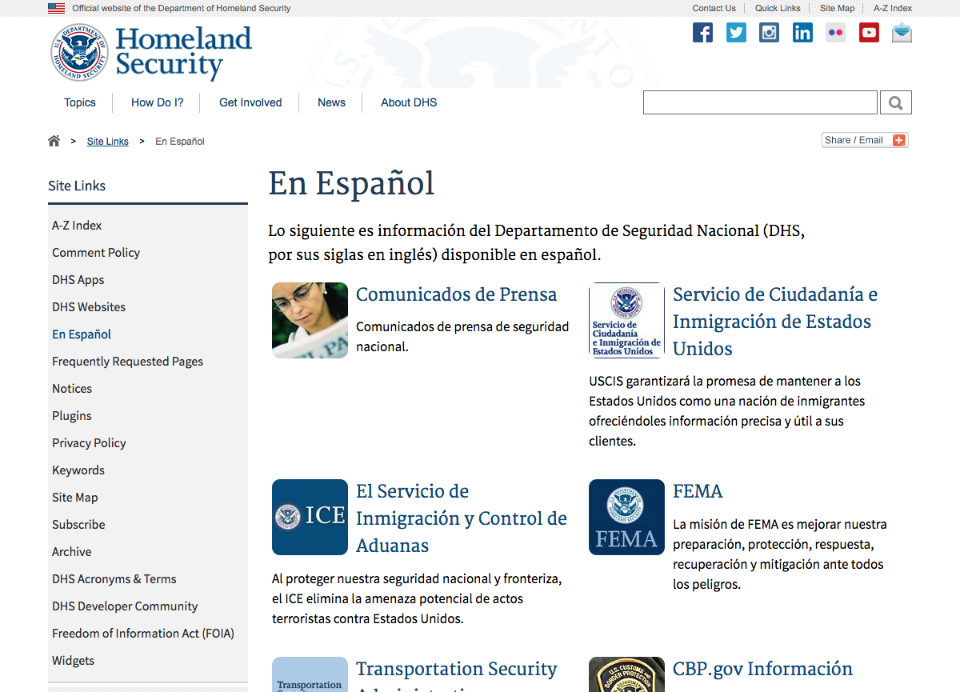 Official website of the Department of Homeland Security
Contact Us
Quick Links
Site Map
A-Z Index
U.S. DEPARTMENT OF HOMELAND SECURITY
Homeland
Security
Topics
How Do I?
Get Involved
News
About DHS
> Site Links > En Español
Share / Email
Site Links
A-Z Index
Comment Policy
DHS Apps
DHS Websites
En Español
Frequently Requested Pages
Notices
Plugins
Privacy Policy
Keywords
Site Map
Subscribe
Archive
DHS Acronyms & Terms
DHS Developer Community
Freedom of Information Act (FOIA)
Widgets
En Español
Lo siguiente es información del Departamento de Seguridad Nacional (DHS,
por sus siglas en inglés) disponible en español.
Comunicados de Prensa
Comunicados de prensa de seguridad
nacional.
Servicio de
Ciudadanía
e Inmigración de
Estados Unidos
Servicio de Ciudadanía e
Inmigración de Estados
Unidos
USCIS garantizará la promesa de mantener a los
Estados Unidos como una nación de inmigrantes
ofreciéndoles información precisa y útil a sus
clientes.
ICE
El Servicio de
Inmigración y Control de
Aduanas
Al proteger nuestra seguridad nacional y fronteriza,
el ICE elimina la amenaza potencial de actos
terroristas contra Estados Unidos.
FEMA
FEMA
La misión de FEMA es mejorar nuestra
preparación, protección, respuesta,
recuperación y mitigación ante todos
los peligros.
Transportation
Transportation Security
CBP.gov Información